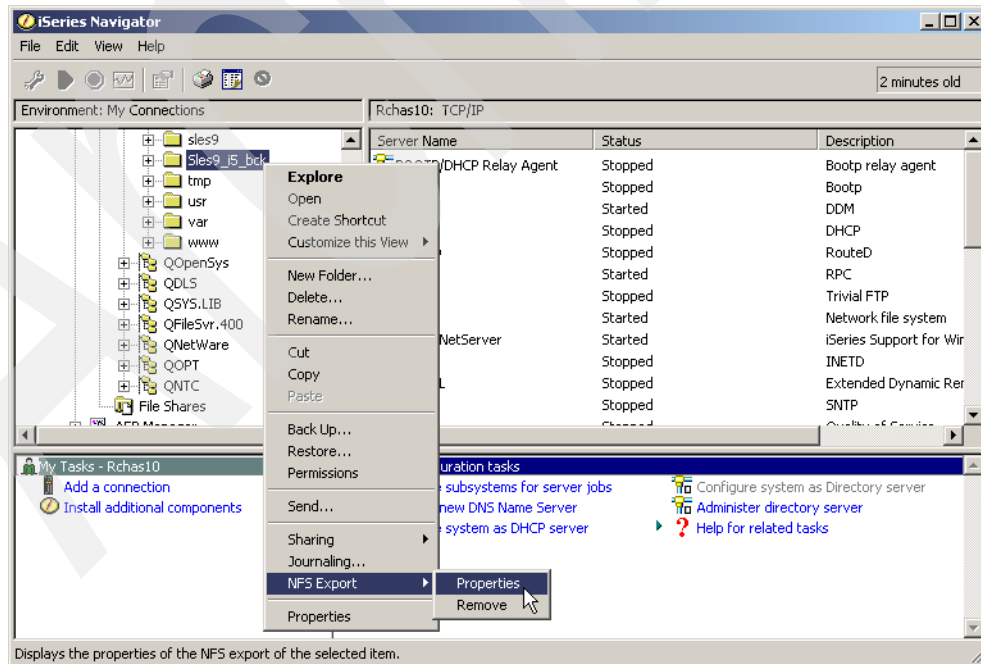 iSeries Navigator
File Edit View Help
2 minutes old
Environment: My Connections
Rchas10: TCP/IP
sles9
Sles9_i5_bck
tmp
usr
var
www
QOpenSys
QDLS
QSYS.LIB
QFileSvr.400
QNetWare
QOPT
QNTC
File Shares
Server Name Status Description
BOOTP/DHCP Relay Agent Stopped Bootp relay agent
Stopped Bootp
Started DDM
Stopped DHCP
Stopped RouteD
Started RPC
Stopped Trivial FTP
Started Network file system
NetServer Started iSeries Support for Wir
Stopped INETD
Stopped Extended Dynamic Rer
Stopped SNTP
Explore
Open
Create Shortcut
Customize this View
New Folder...
Delete...
Rename...
Cut
Copy
Paste
Back Up...
Restore...
Permissions
Send...
Sharing
Journaling...
NFS Export
Properties
Properties
Remove
My Tasks - Rchas10
Add a connection
Install additional components
uration tasks
subsystems for server jobs
new DNS Name Server
system as DHCP server
Configure system as Directory server
Administer directory server
Help for related tasks
Displays the properties of the NFS export of the selected item.